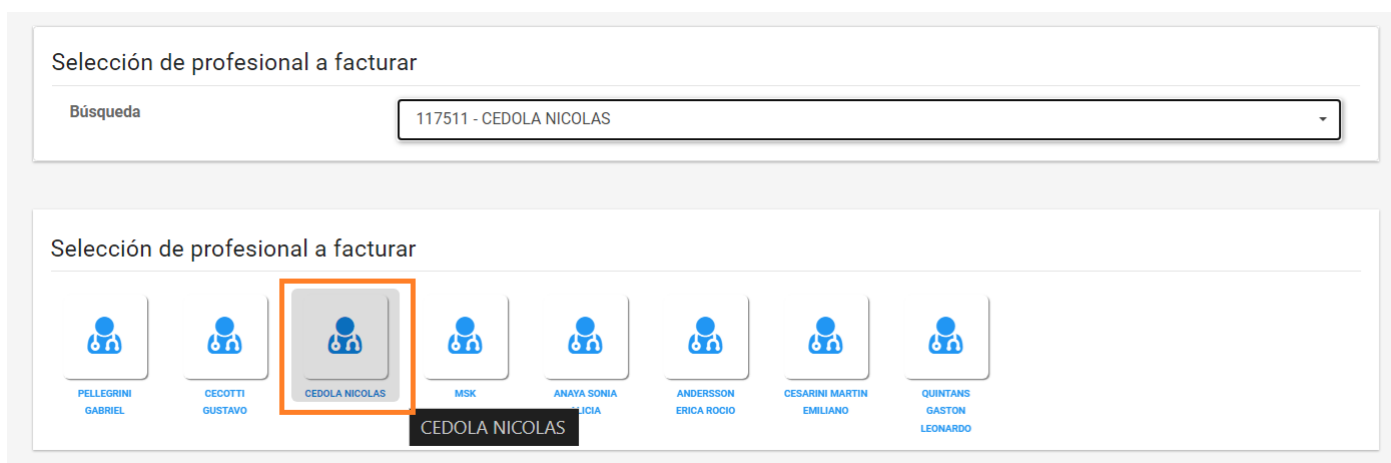 Selección de profesional a facturar
Búsqueda
117511 - CEDOLA NICOLAS
Selección de profesional a facturar
PELLEGRINI
GABRIEL
CECOTTI
GUSTAVO
CEDOLA NICOLAS
MSK
ANAYA SONIA
ANDERSSON
ERICA ROCIO
CESARINI MARTIN
EMILIANO
QUINTANS
GASTON
LEONARDO
CEDOLA NICOLAS